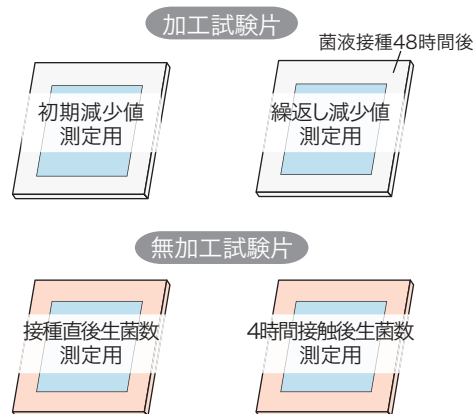 加工試験片
菌液接種48時間後
初期減少値
測定用
繰返し減少値
測定用
無加工試験片
接種直後生菌数
測定用
4時間接触後生菌数
測定用